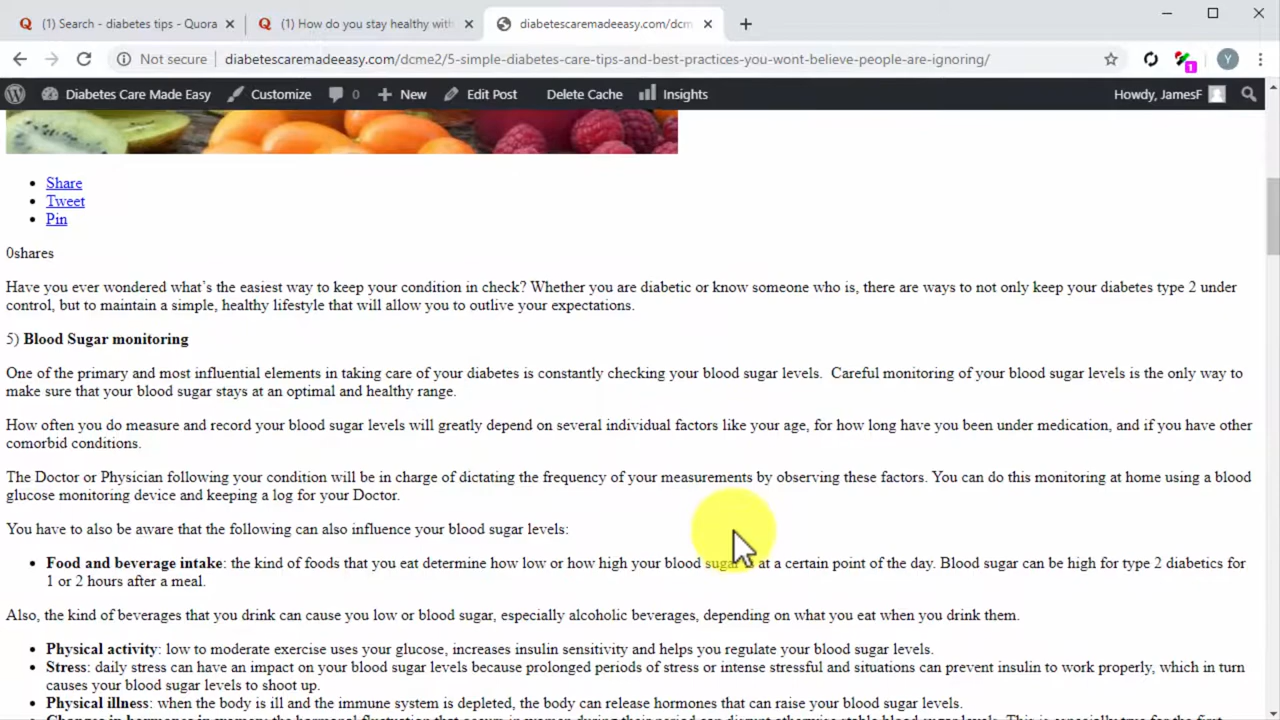 (1) Search - diabetes tips - Quora
(1) How do you stay healthy with
diabetescaremadeeasy.com/dcm
Not secure
diabetescaremadeeasy.com/dcme2/5-simple-diabetes-care-tips-and-best-practices-you-wont-believe-people-are-ignoring/
1
Y
Diabetes Care Made Easy
Customize
0
New
Edit Post
Delete Cache
Insights
Howdy, JamesF
Share
Tweet
Pin
0shares
Have you ever wondered what's the easiest way to keep your condition in check? Whether you are diabetic or know someone who is, there are ways to not only keep your diabetes type 2 under
control, but to maintain a simple, healthy lifestyle that will allow you to outlive your expectations.
5) Blood Sugar monitoring
One of the primary and most influential elements in taking care of your diabetes is constantly checking your blood sugar levels.  Careful monitoring of your blood sugar levels is the only way to
make sure that your blood sugar stays at an optimal and healthy range.
How often you do measure and record your blood sugar levels will greatly depend on several individual factors like your age, for how long have you been under medication, and if you have other
comorbid conditions.
The Doctor or Physician following your condition will be in charge of dictating the frequency of your measurements by observing these factors. You can do this monitoring at home using a blood
glucose monitoring device and keeping a log for your Doctor.
You have to also be aware that the following can also influence your blood sugar levels:
Food and beverage intake: the kind of foods that you eat determine how low or how high your blood sugar is at a certain point of the day. Blood sugar can be high for type 2 diabetics for
1 or 2 hours after a meal.
Also, the kind of beverages that you drink can cause you low or blood sugar, especially alcoholic beverages, depending on what you eat when you drink them.
Physical activity: low to moderate exercise uses your glucose, increases insulin sensitivity and helps you regulate your blood sugar levels.
Stress: daily stress can have an impact on your blood sugar levels because prolonged periods of stress or intense stressful and situations can prevent insulin to work properly, which in turn
causes your blood sugar levels to shoot up.
Physical illness: when the body is ill and the immune system is depleted, the body can release hormones that can raise your blood sugar levels.